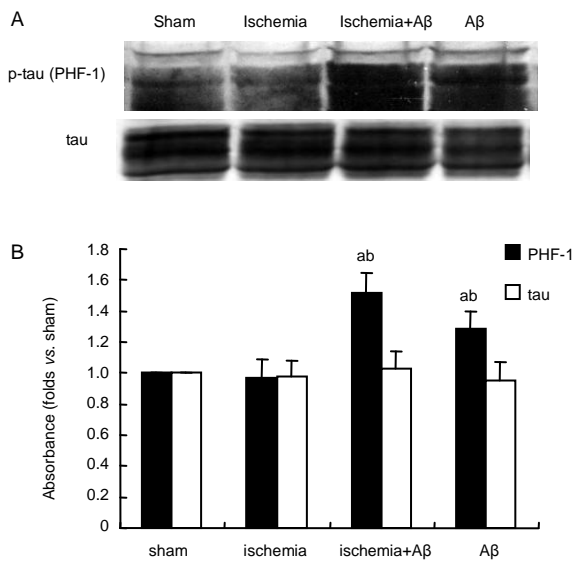 A
Sham Ischemia Ischemia+Aβ Aβ
p-tau (PHF-1)
tau
B
Absorbance (folds vs. sham)
1.8
1.6
1.4
1.2
1.0
0.8
0.6
0.4
0.2
0
ab
ab
PHF-1
tau
sham ischemia ischemia+Aβ Aβ